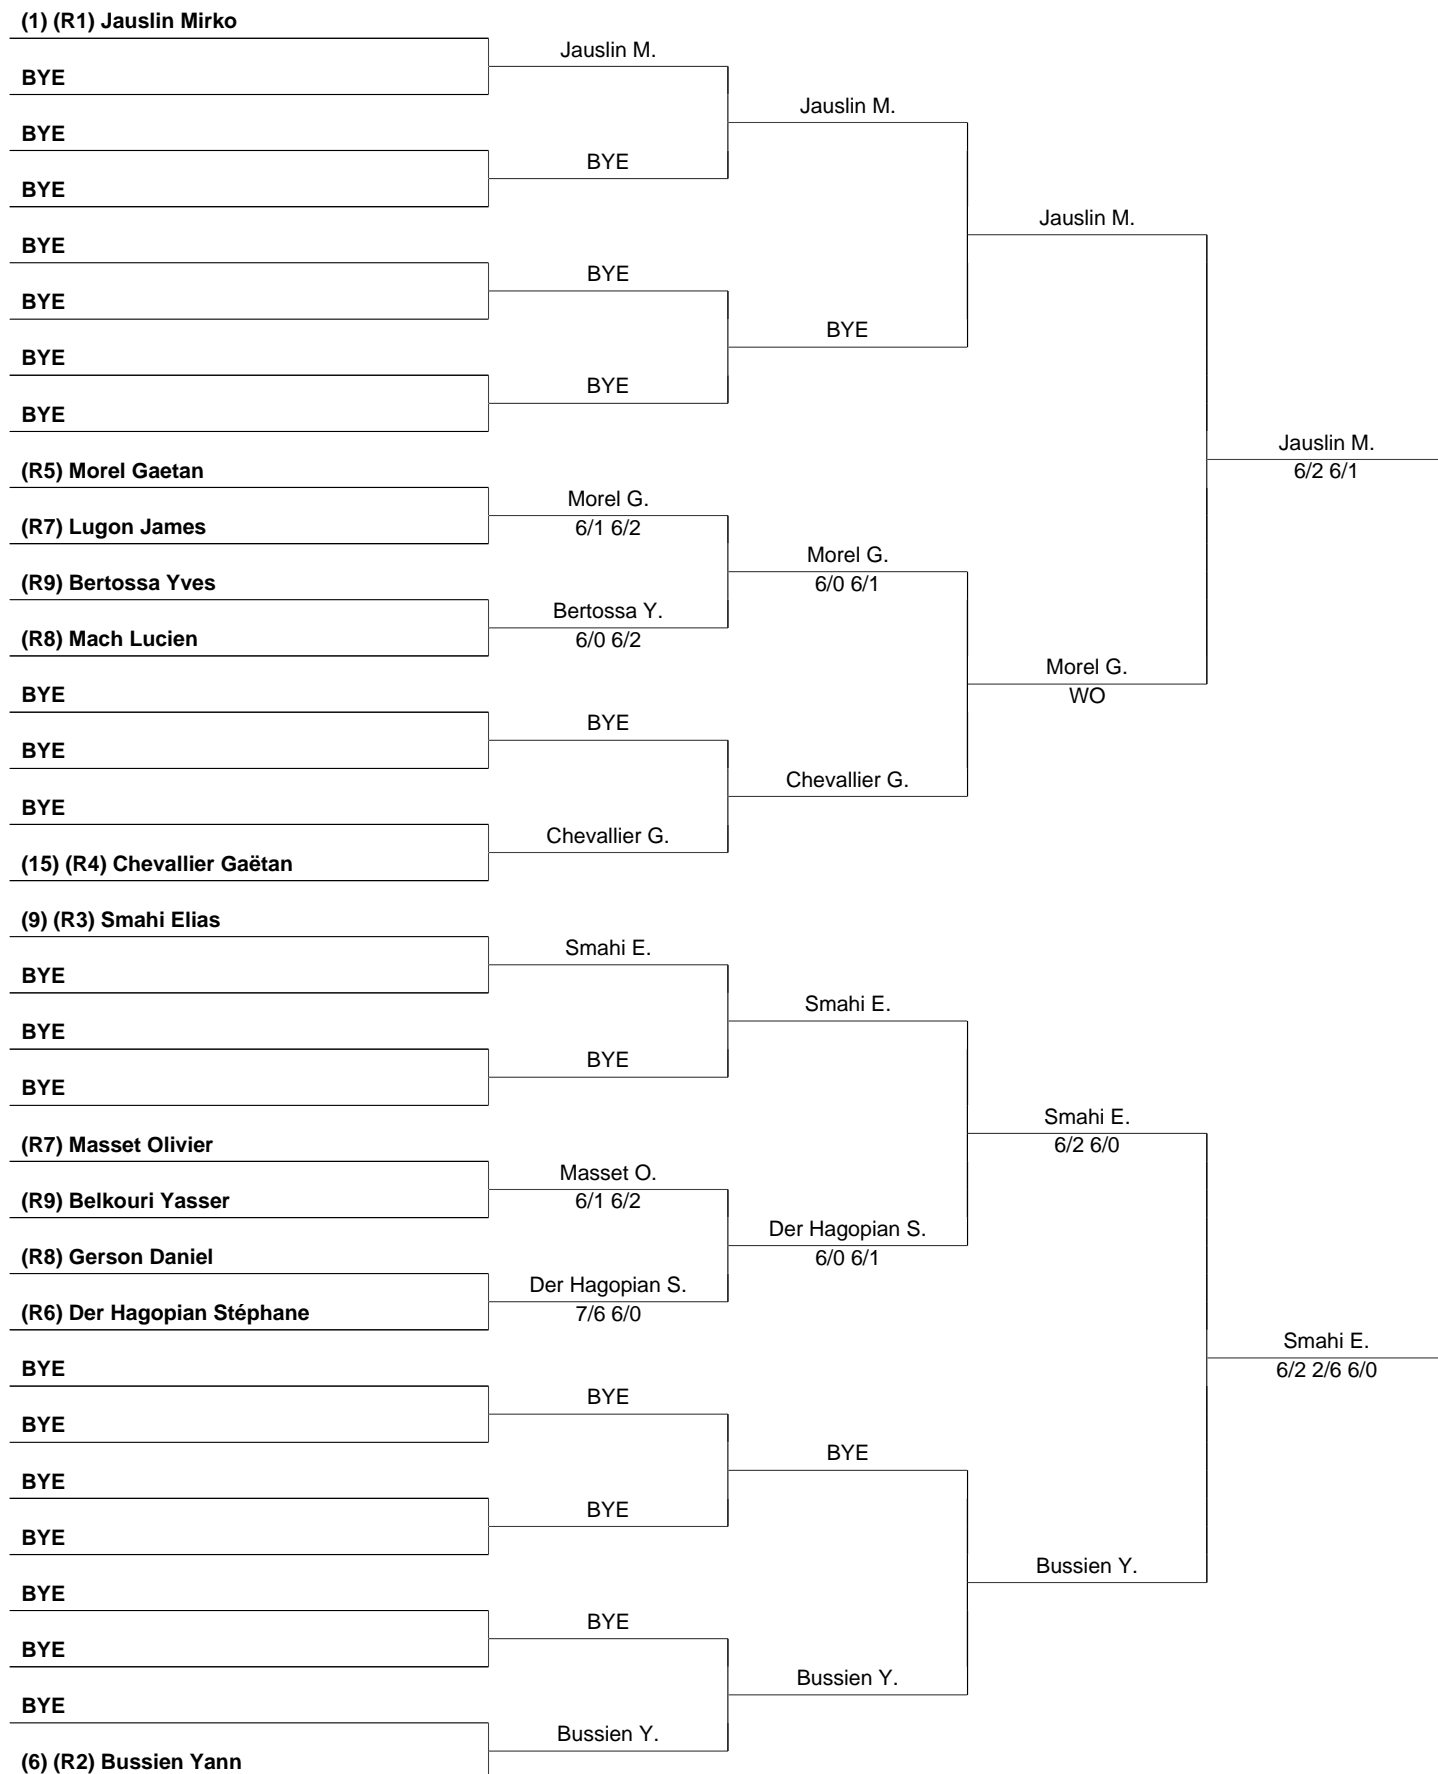 (1) (R1) Jauslin Mirko
Jauslin M.
BYE
Jauslin M.
BYE
BYE
BYE
Jauslin M.
BYE
BYE
BYE
BYE
BYE
BYE
BYE
Jauslin M.
6/2 6/1
(R5) Morel Gaetan
Morel G.
6/1 6/2
(R7) Lugon James
Morel G.
6/0 6/1
(R9) Bertossa Yves
Bertossa Y.
6/0 6/2
(R8) Mach Lucien
Morel G.
WO
BYE
BYE
BYE
Chevallier G.
BYE
Chevallier G.
(15) (R4) Chevallier Gaëtan
(9) (R3) Smahi Elias
Smahi E.
BYE
Smahi E.
BYE
BYE
BYE
Smahi E.
6/2 6/0
(R7) Masset Olivier
Masset O.
6/1 6/2
(R9) Belkouri Yasser
Der Hagopian S.
6/0 6/1
(R8) Gerson Daniel
Der Hagopian S.
7/6 6/0
(R6) Der Hagopian Stéphane
Smahi E.
6/2 2/6 6/0
BYE
BYE
BYE
BYE
BYE
BYE
BYE
Bussien Y.
BYE
BYE
BYE
Bussien Y.
BYE
Bussien Y.
(6) (R2) Bussien Yann